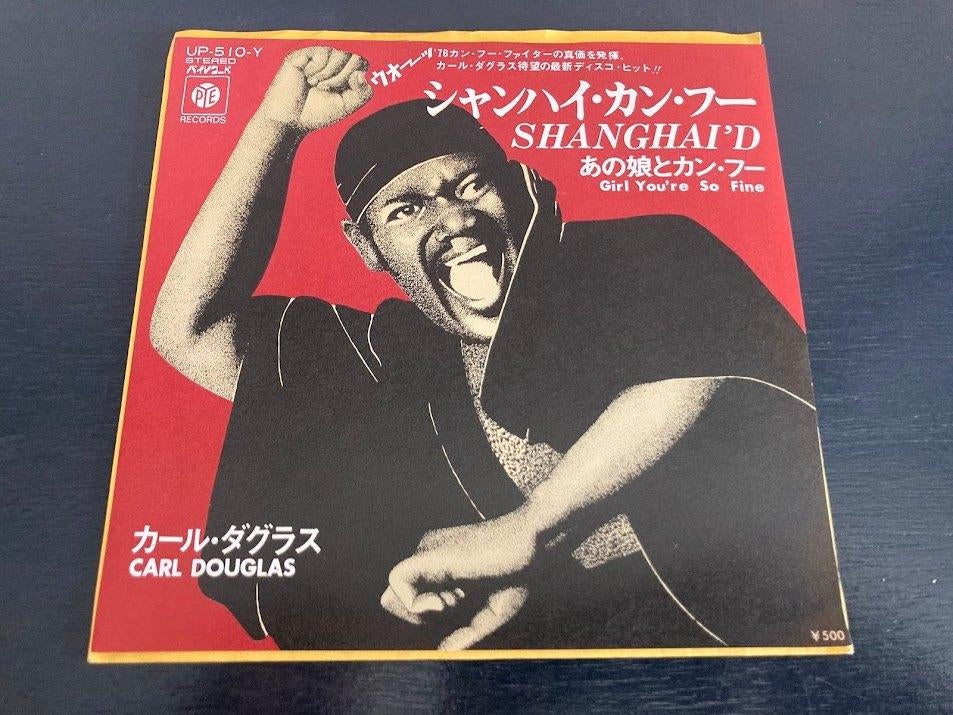 UP-510-Y
STEREO
パイレコード
PYE
RECORDS
ウオーーッ
'76カン・フー・ファイターの真価を発揮、
カール・ダグラス待望の最新ディスコ・ヒット!!
シャンハイ・カン・フー
SHANGHAI'D
あの娘とカン・フー
Girl You're So Fine
カール・ダグラス
CARL DOUGLAS
¥500